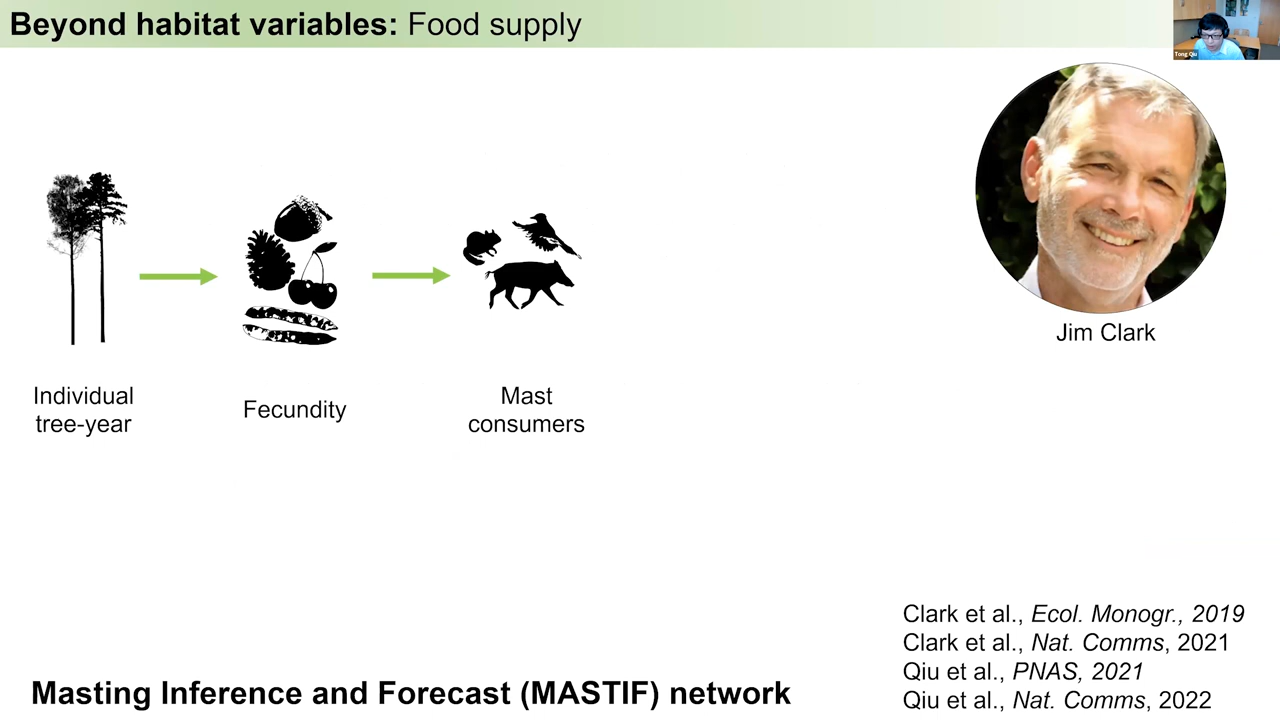 Beyond habitat variables: Food supply
Tong Qiu
Jim Clark
Individual
tree-year
Fecundity
Mast
consumers
Clark et al., Ecol. Monogr., 2019
Clark et al., Nat. Comms, 2021
Qiu et al., PNAS, 2021
Qiu et al., Nat. Comms, 2022
Masting Inference and Forecast (MASTIF) network